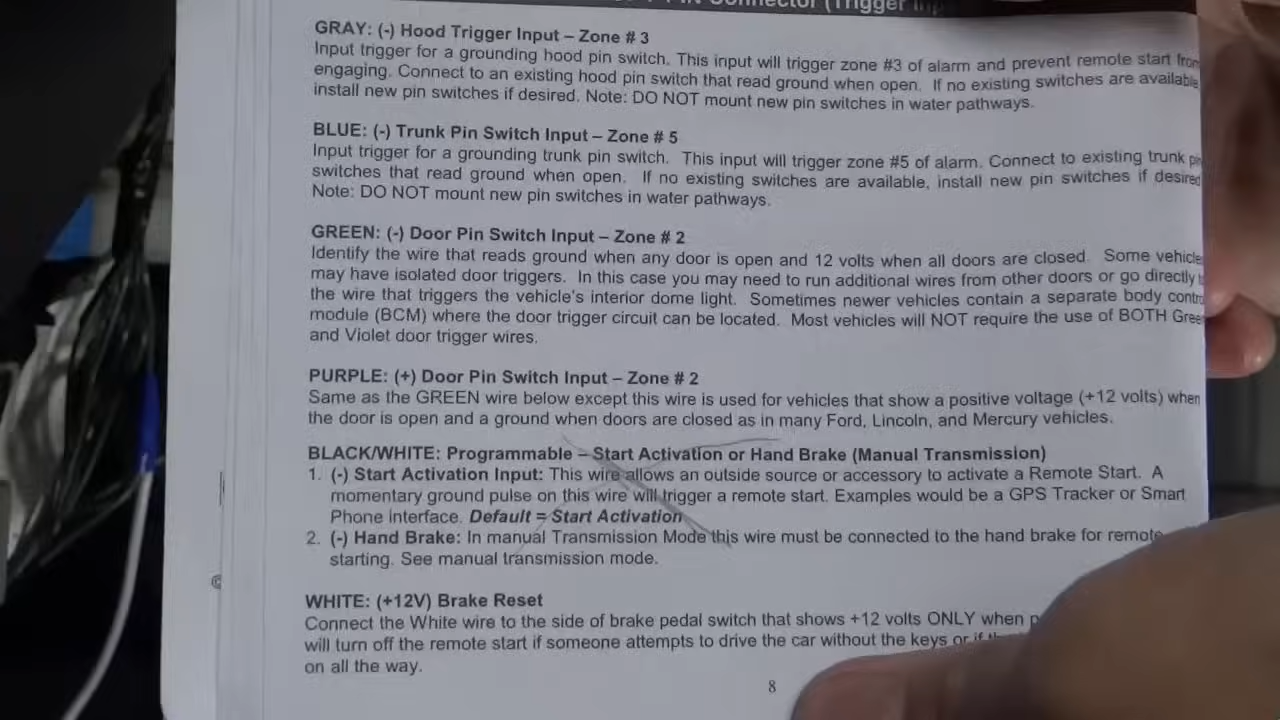 Connector (Trigger
GRAY: (-) Hood Trigger Input – Zone # 3
Input trigger for a grounding hood pin switch. This input will trigger zone #3 of alarm and prevent remote start from
engaging. Connect to an existing hood pin switch that read ground when open. If no existing switches are available
install new pin switches if desired. Note: DO NOT mount new pin switches in water pathways.
BLUE: (-) Trunk Pin Switch Input – Zone # 5
Input trigger for a grounding trunk pin switch. This input will trigger zone #5 of alarm. Connect to existing trunk pin
switches that read ground when open. If no existing switches are available, install new pin switches if desired
Note: DO NOT mount new pin switches in water pathways.
GREEN: (-) Door Pin Switch Input – Zone # 2
Identify the wire that reads ground when any door is open and 12 volts when all doors are closed. Some vehicle
may have isolated door triggers. In this case you may need to run additional wires from other doors or go directly
the wire that triggers the vehicle's interior dome light. Sometimes newer vehicles contain a separate body contro
module (BCM) where the door trigger circuit can be located. Most vehicles will NOT require the use of BOTH Green
and Violet door trigger wires.
PURPLE: (+) Door Pin Switch Input – Zone # 2
Same as the GREEN wire below except this wire is used for vehicles that show a positive voltage (+12 volts) when
the door is open and a ground when doors are closed as in many Ford, Lincoln, and Mercury vehicles.
BLACK/WHITE: Programmable – Start Activation or Hand Brake (Manual Transmission)
1. (-) Start Activation Input: This wire allows an outside source or accessory to activate a Remote Start. A
momentary ground pulse on this wire will trigger a remote start. Examples would be a GPS Tracker or Smart
Phone interface. Default = Start Activation
2. (-) Hand Brake: In manual Transmission Mode this wire must be connected to the hand brake for remote
starting. See manual transmission mode.
WHITE: (+12V) Brake Reset
Connect the White wire to the side of brake pedal switch that shows +12 volts ONLY when
will turn off the remote start if someone attempts to drive the car without the keys or if
on all the way.
8